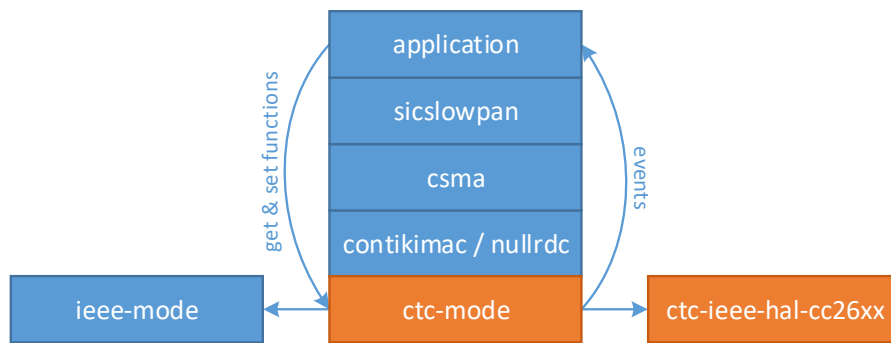 application
sicslowpan
csma
contikimac / nullrdc
get & set functions
events
ieee-mode
ctc-mode
ctc-ieee-hal-cc26xx